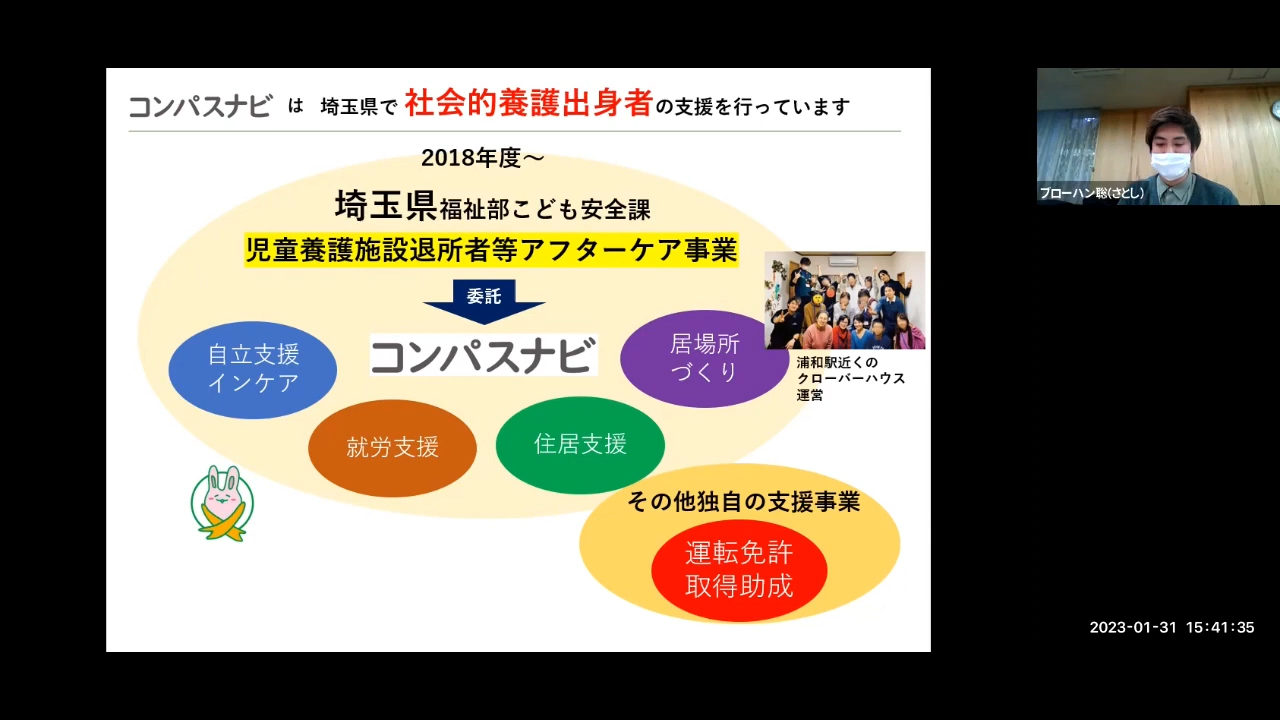 コンパスナビ は 埼玉県で 社会的養護出身者の支援を行っています
2018年度～
埼玉県福祉部こども安全課
児童養護施設退所者等アフターケア事業
委託
コンパスナビ
自立支援
インケア
就労支援
住居支援
居場所
づくり
浦和駅近くの
クローバーハウス
運営
その他独自の支援事業
運転免許
取得助成
ブローハン聡(さとし)
2023-01-31 15:41:35